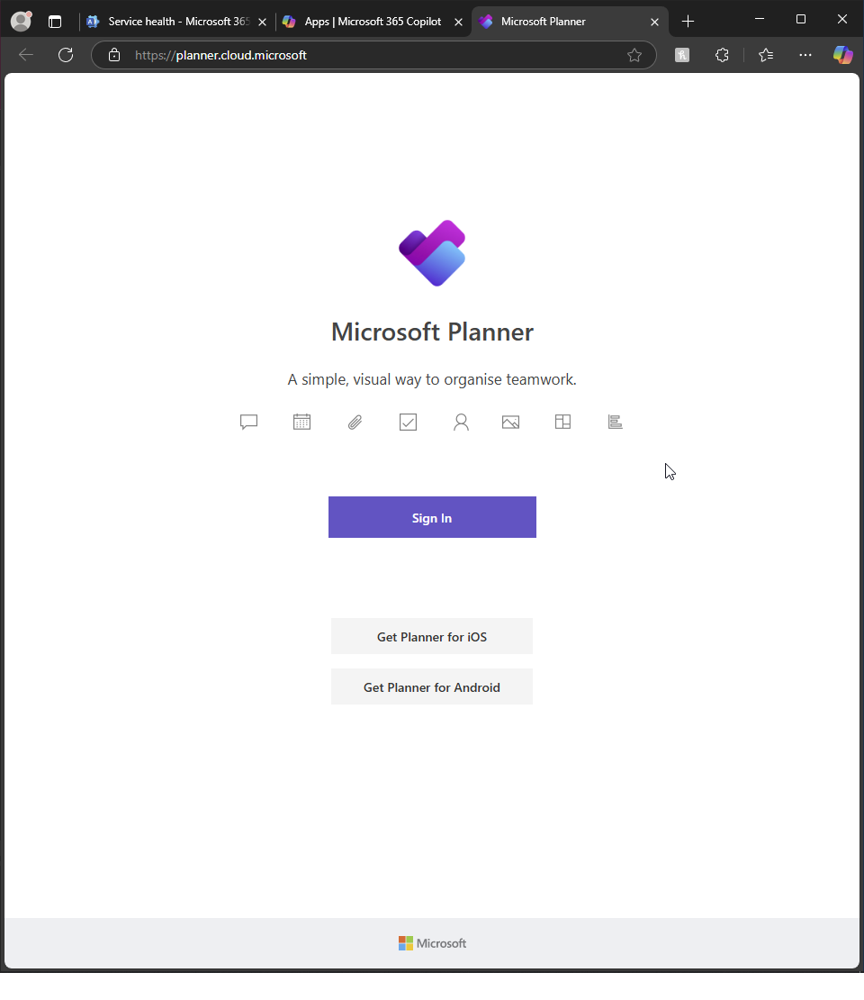 Service health - Microsoft 365
Apps | Microsoft 365 Copilot
Microsoft Planner
https://planner.cloud.microsoft
Microsoft Planner
A simple, visual way to organise teamwork.
Sign In
Get Planner for iOS
Get Planner for Android
Microsoft